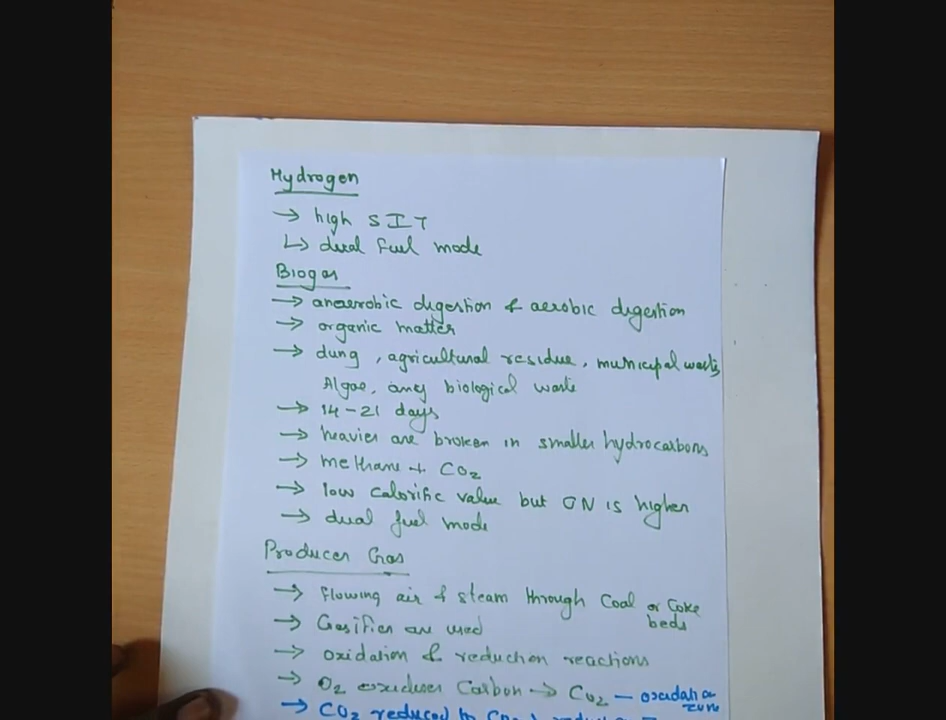 Hydrogen
→ high SIT
↳ dual fuel mode
Biogas
→ anaerobic digestion & aerobic digestion
→ organic matter
→ dung, agricultural residue, municipal waste,
Algae, any biological waste
→ 14-21 days
→ heavier are broken in smaller hydrocarbons
→ methane + CO2
→ low calorific value but ON is higher
→ dual fuel mode
Producer Gas
→ flowing air & steam through Coal or Coke
beds
→ Gasifier are used
→ oxidation & reduction reactions
→ O2 oxidises Carbon → CO2 — oxidation
zone
→ CO2 reduced to